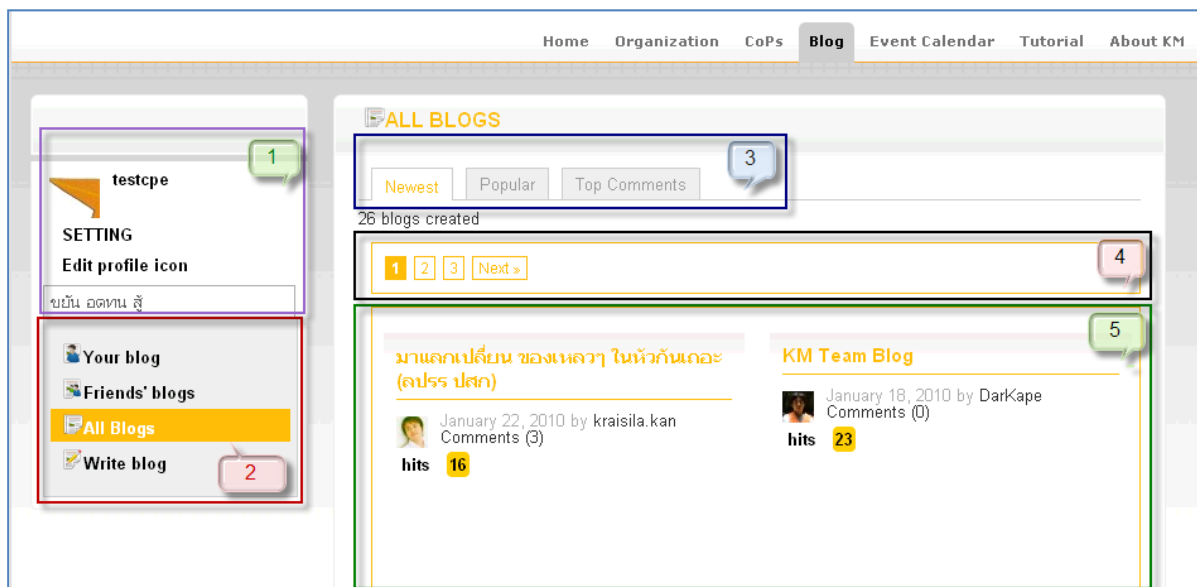 Home Organization CoPs Blog Event Calendar Tutorial About KM
1
testcpe
SETTING
Edit profile icon
ขยัน อดทน สู้
Your blog
Friends' blogs
All Blogs
Write blog
2
ALL BLOGS
3
Newest Popular Top Comments
26 blogs created
4
1 2 3 Next »
5
มาแลกเปลี่ยน ของเหลวๆ ในหัวกันเถอะ
(ลปรร ปสก)
January 22, 2010 by kraisila.kan
Comments (3)
hits 16
KM Team Blog
January 18, 2010 by DarKape
Comments (0)
hits 23